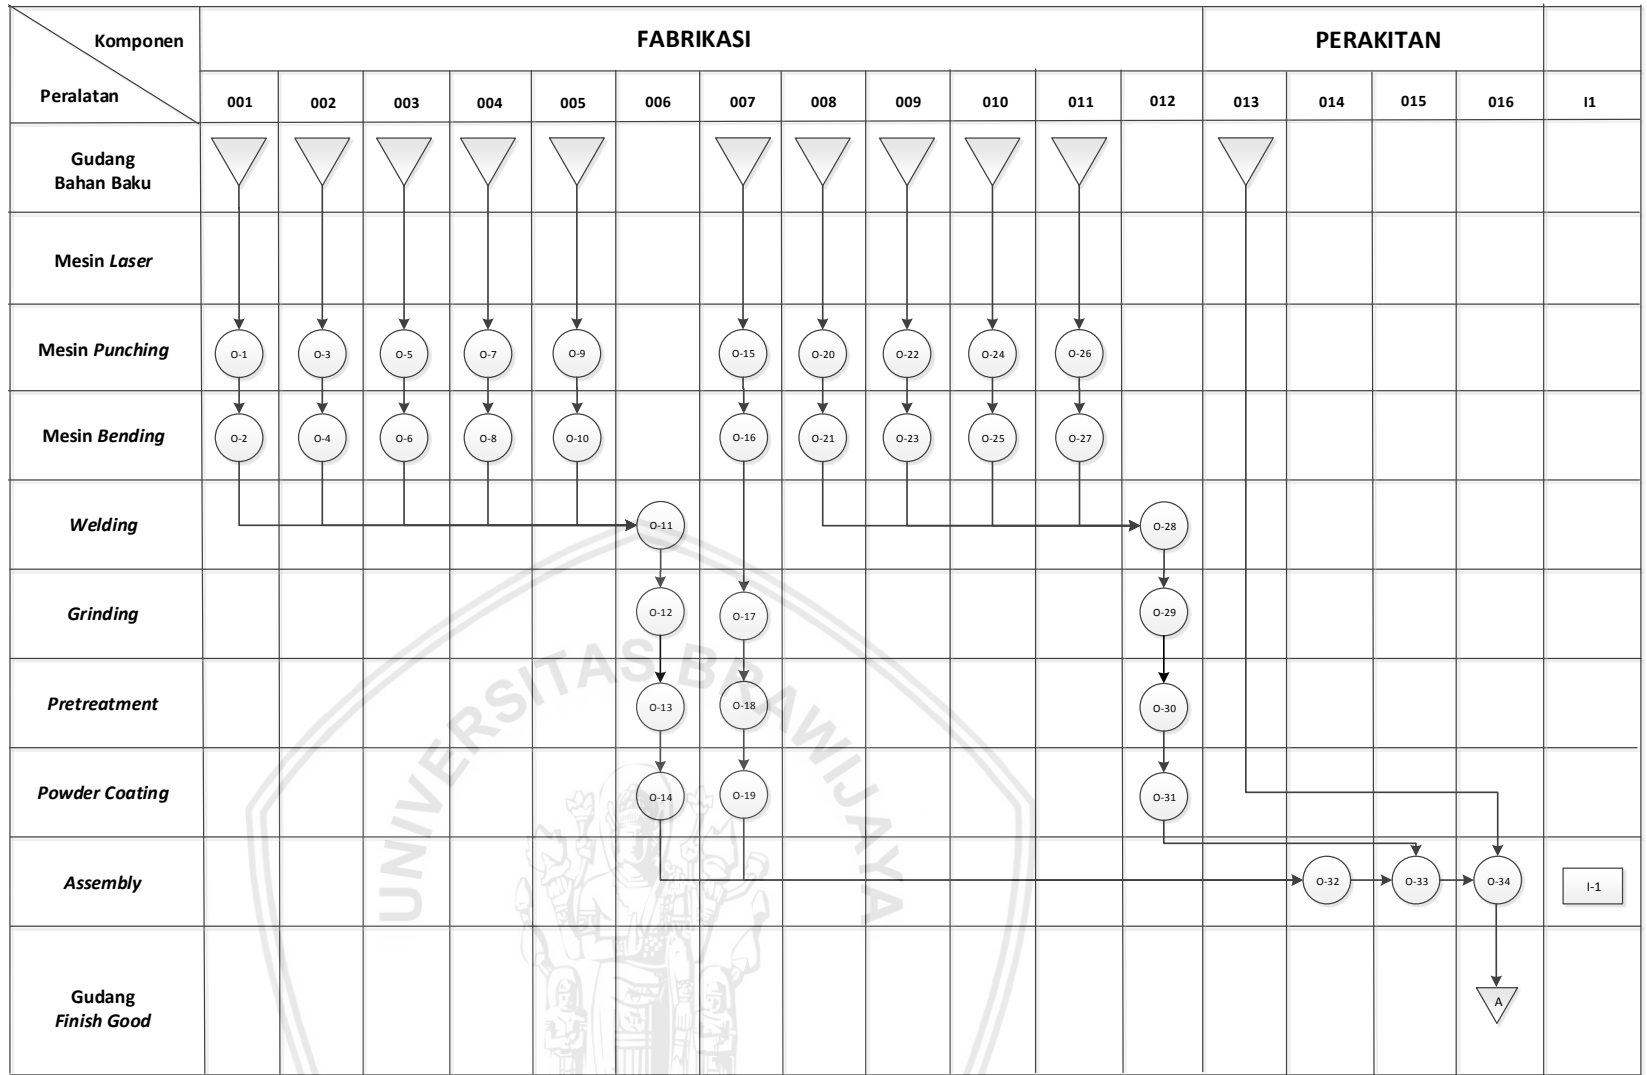 Komponen
FABRIKASI
PERAKITAN
Peralatan
001 002 003 004 005 006 007 008 009 010 011 012 013 014 015 016 I1
Gudang
Bahan Baku
Mesin Laser
Mesin Punching
O-1 O-3 O-5 O-7 O-9 O-15 O-20 O-22 O-24 O-26
Mesin Bending
O-2 O-4 O-6 O-8 O-10 O-16 O-21 O-23 O-25 O-27
Welding
O-11 O-28
Grinding
O-12 O-17 O-29
Pretreatment
O-13 O-18 O-30
Powder Coating
O-14 O-19 O-31
Assembly
O-32 O-33 O-34 I-1
Gudang
Finish Good
A
UNIVERSITAS BRAWIJAYA